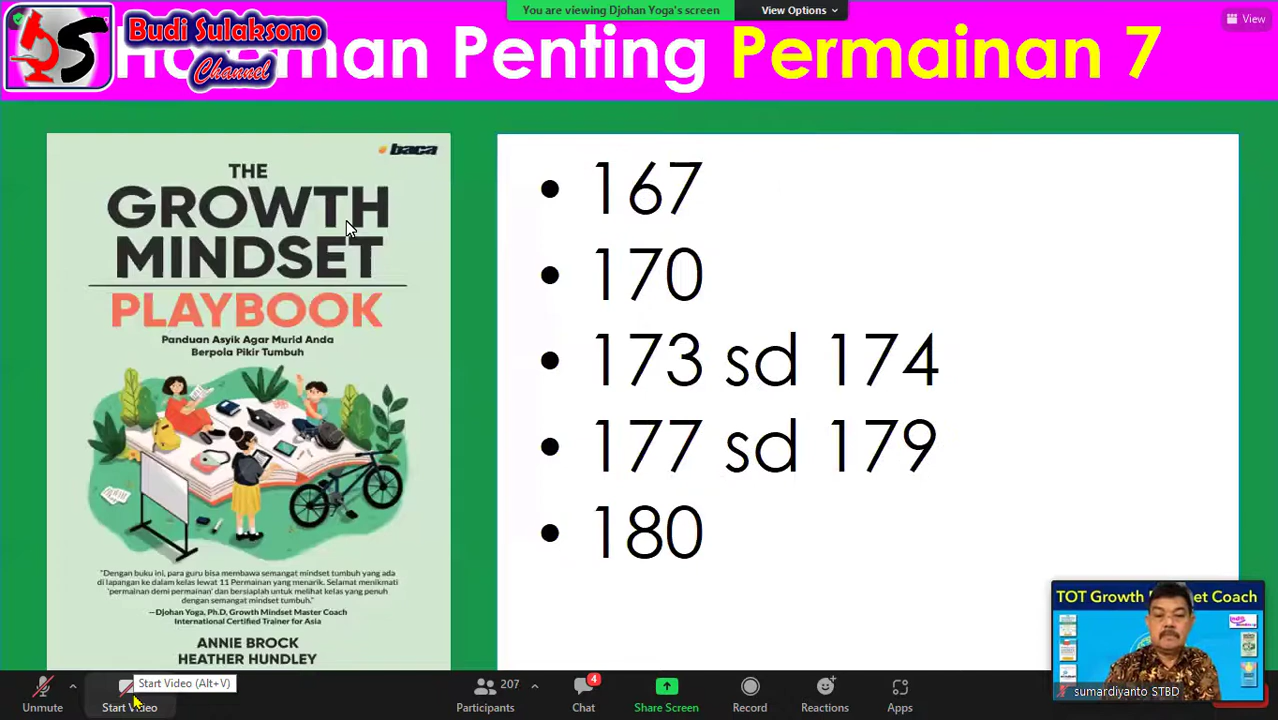 You are viewing Djohan Yoga's screen
View Options
View
Budi Sulaksono
Channel
S
man Penting Permainan 7
baca
THE
GROWTH
MINDSET
PLAYBOOK
Panduan Asyik Agar Murid Anda
Berpola Pikir Tumbuh
"Dengan buku ini, para guru bisa membawa semangat mindset tumbuh yang ada
di lapangan ke dalam kelas lewat 11 Permainan yang menarik. Selamat menikmati
'permainan demi permainan' dan bersiaplah untuk melihat kelas yang penuh
dengan semangat mindset tumbuh."
—Djohan Yoga, Ph.D, Growth Mindset Master Coach
International Certified Trainer for Asia
ANNIE BROCK
HEATHER HUNDLEY
• 167
• 170
• 173 sd 174
• 177 sd 179
• 180
TOT Growth Mindset Coach
sumardiyanto STBD
Start Video (Alt+V)
Unmute
Start Video
207
Participants
4
Chat
Share Screen
Record
Reactions
Apps